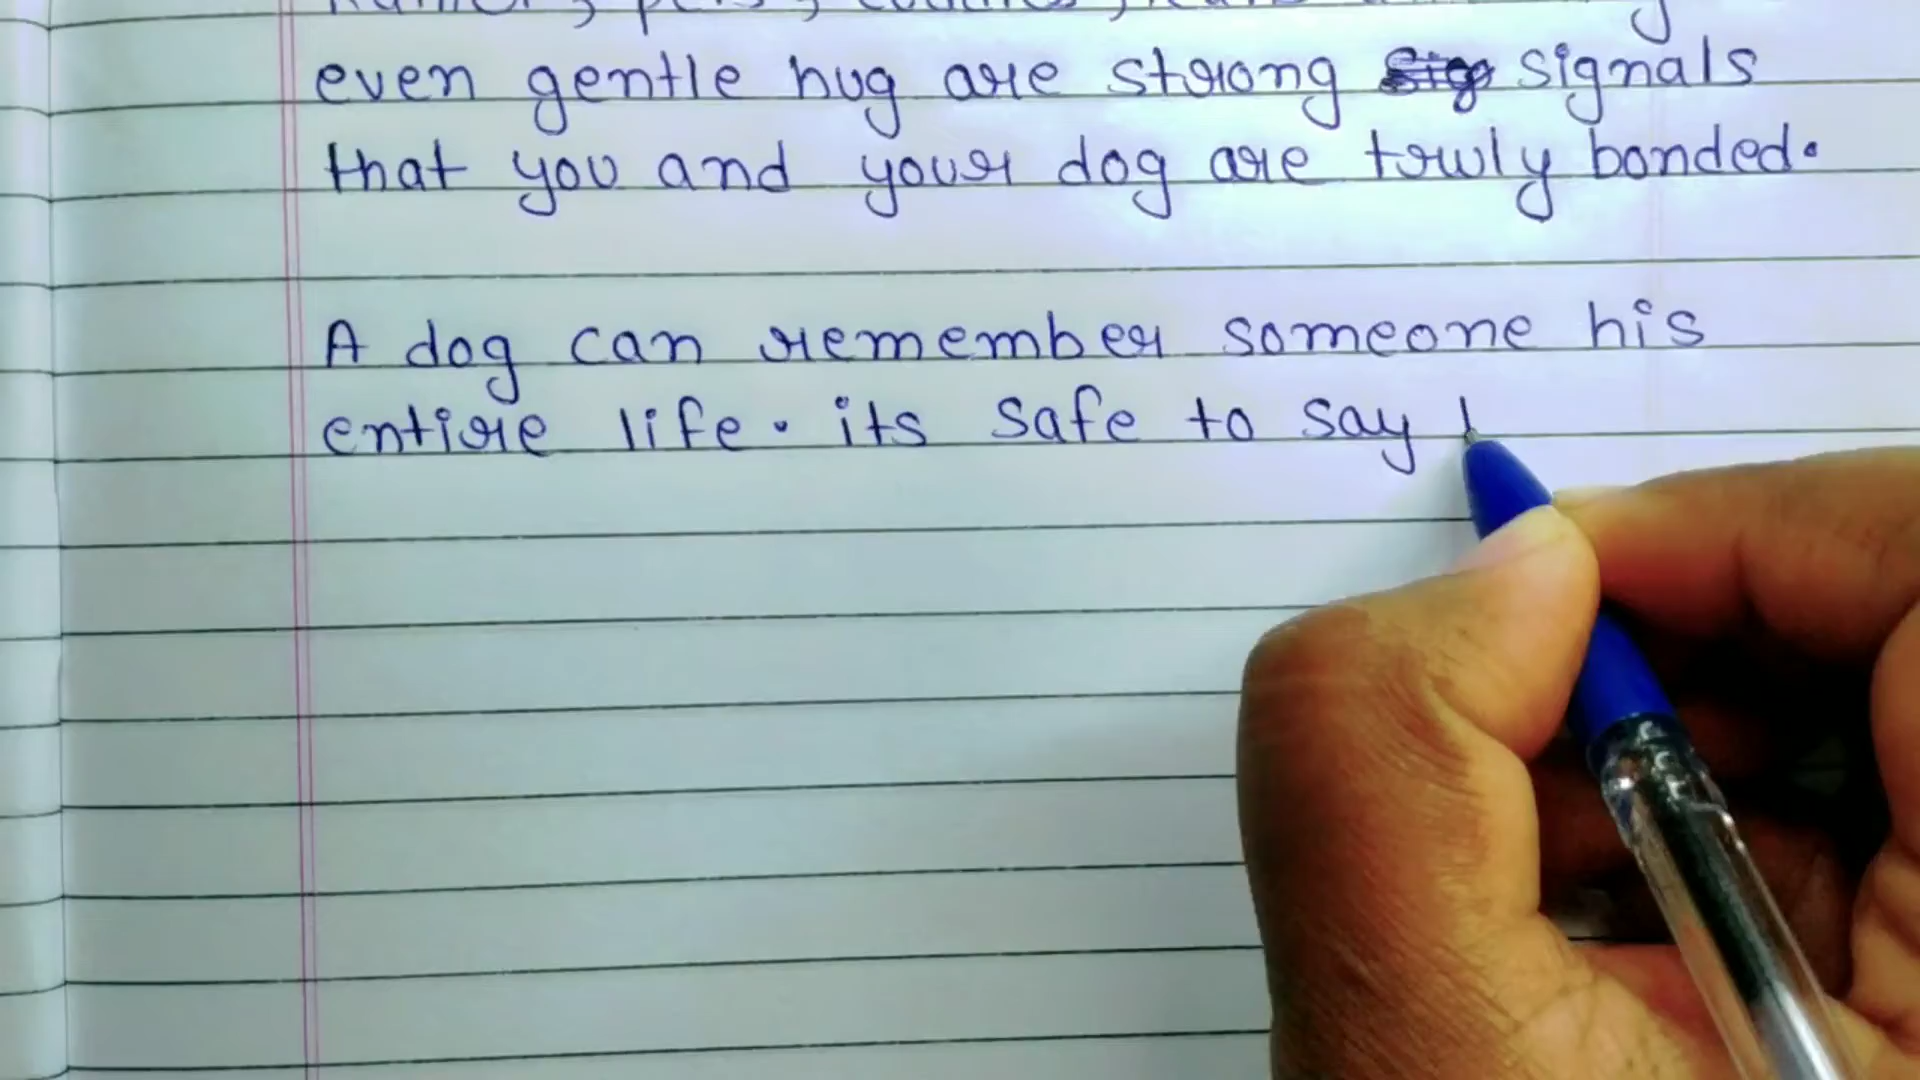 even gentle hug are strong signals
that you and your dog are truly bonded.
A dog can remember someone his
entire life. its safe to say